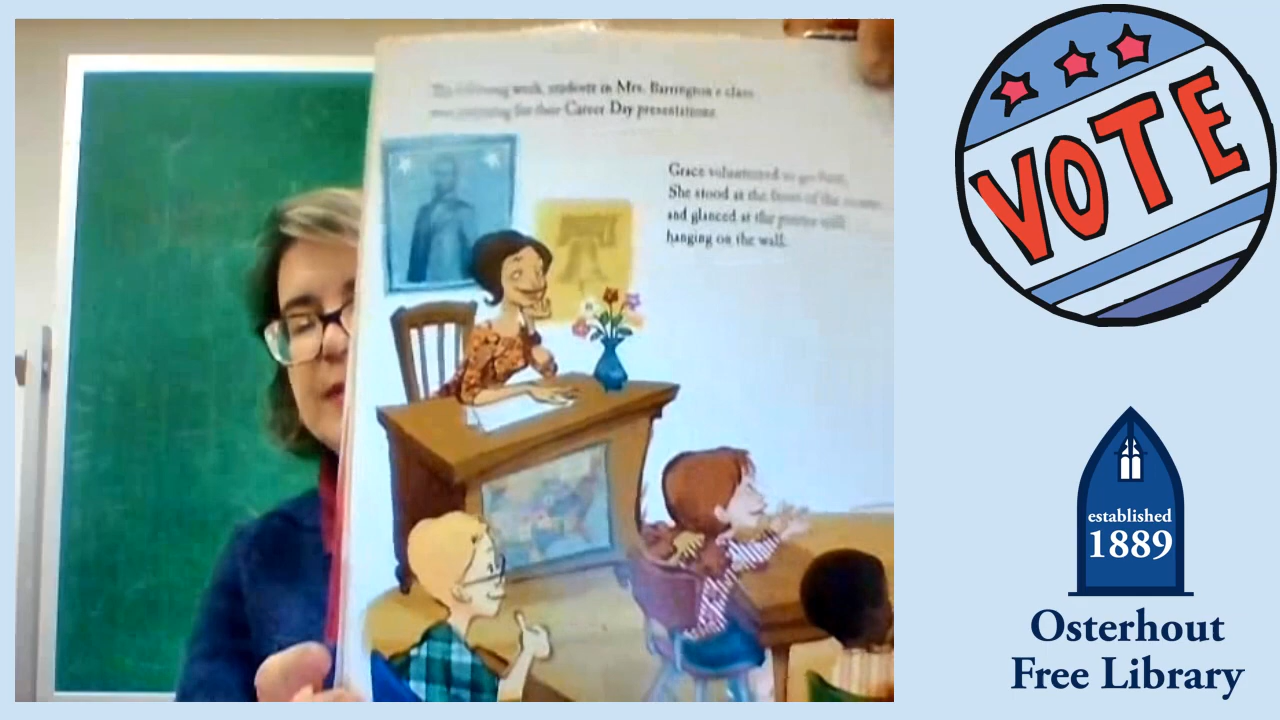 The following week, students in Mrs. Barrington's class
were preparing for their Career Day presentations.
Grace volunteered to go first.
She stood at the front of the room
and glanced at the poster still
hanging on the wall.
VOTE
established
1889
Osterhout
Free Library